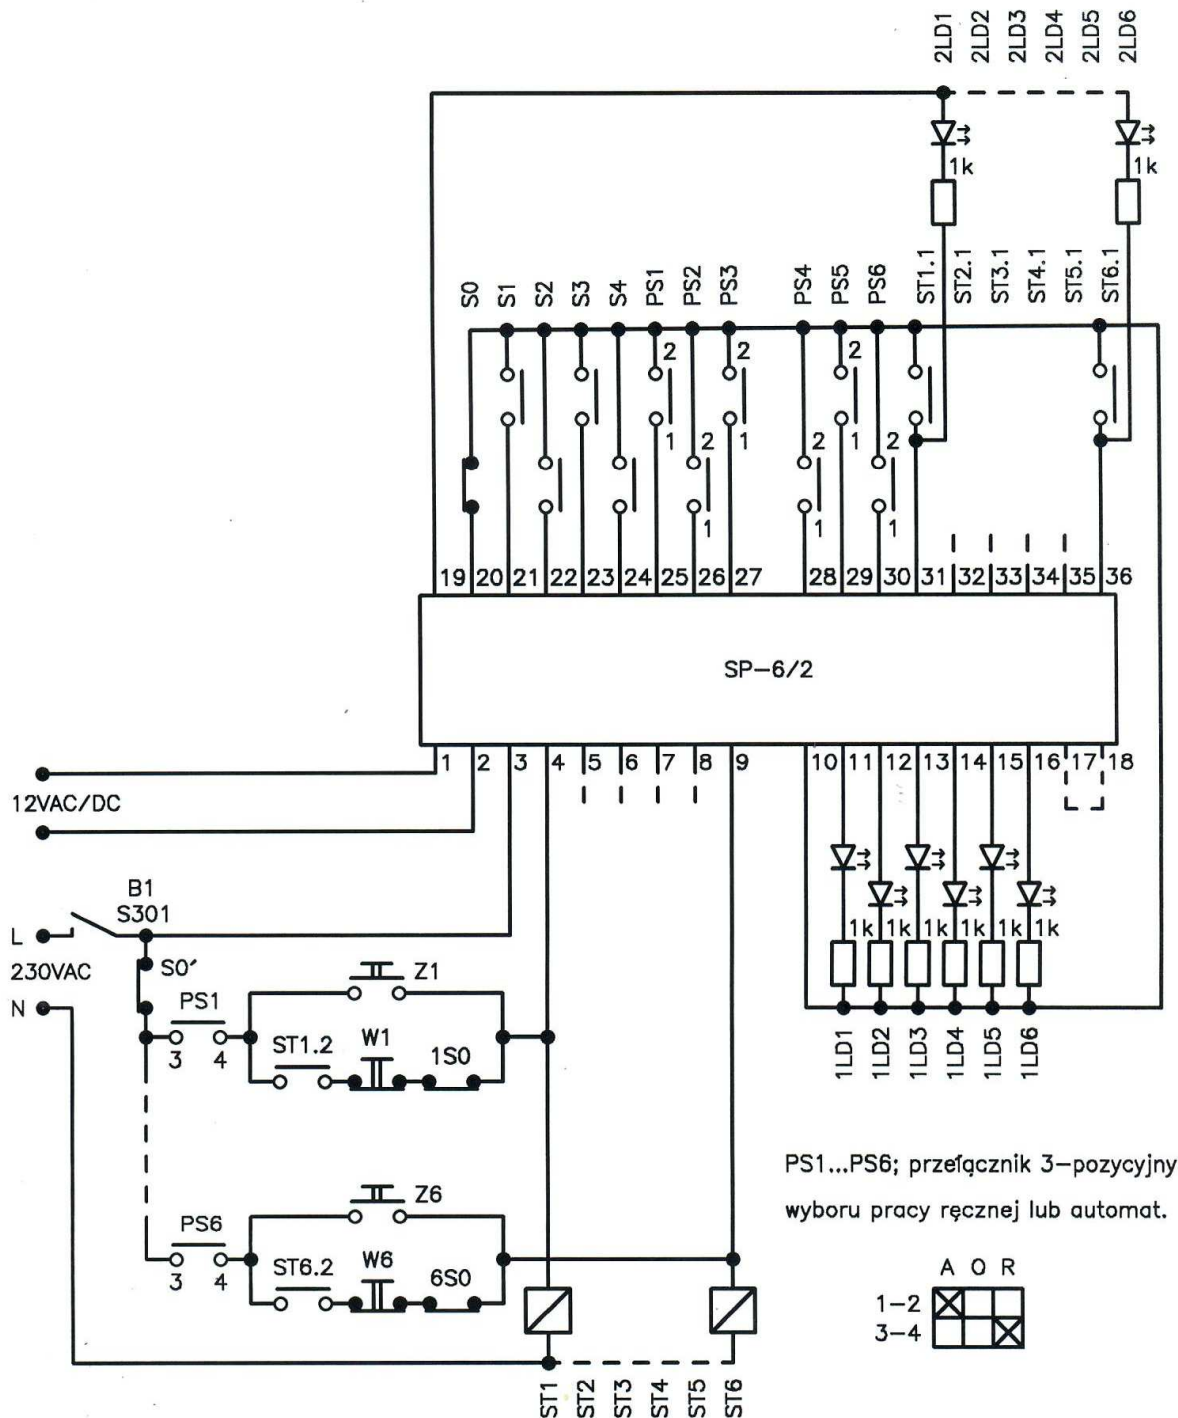 2LD1 2LD2 2LD3 2LD4 2LD5 2LD6
1k 1k
S0 S1 S2 S3 S4 PS1 PS2 PS3 PS4 PS5 PS6 ST1.1 ST2.1 ST3.1 ST4.1 ST5.1 ST6.1
2 2 2
1 1 1
2 2 2
1 1 1
19 20 21 22 23 24 25 26 27 28 29 30 31 32 33 34 35 36
SP-6/2
1 2 3 4 5 6 7 8 9 10 11 12 13 14 15 16 17 18
12VAC/DC
B1
S301
L
230VAC
N
S0′
PS1
3 4
Z1
ST1.2 W1 1S0
1k 1k 1k 1k 1k 1k
1LD1 1LD2 1LD3 1LD4 1LD5 1LD6
PS6
3 4
Z6
ST6.2 W6 6S0
ST1 ST2 ST3 ST4 ST5 ST6
PS1...PS6; przełącznik 3-pozycyjny
wyboru pracy ręcznej lub automat.
A O R
1-2
3-4